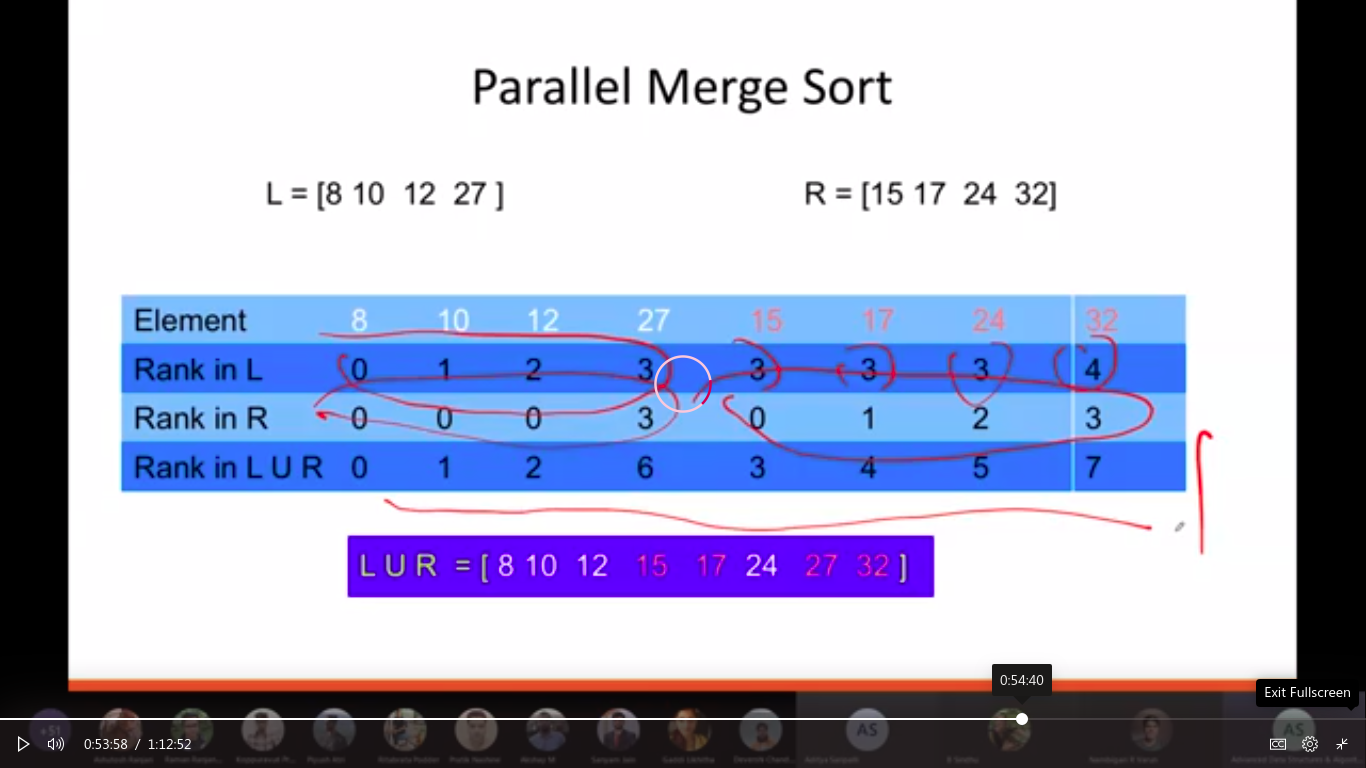 Parallel Merge Sort
L = [8 10 12 27 ]
R = [15 17 24 32]
Element 8 10 12 27 15 17 24 32
Rank in L 0 1 2 3 3 3 3 4
Rank in R 0 0 0 3 0 1 2 3
Rank in L U R 0 1 2 6 3 4 5 7
L U R = [ 8 10 12 15 17 24 27 32 ]
0:54:40
Exit Fullscreen
+51
AS
AS
0:53:58 / 1:12:52
CC